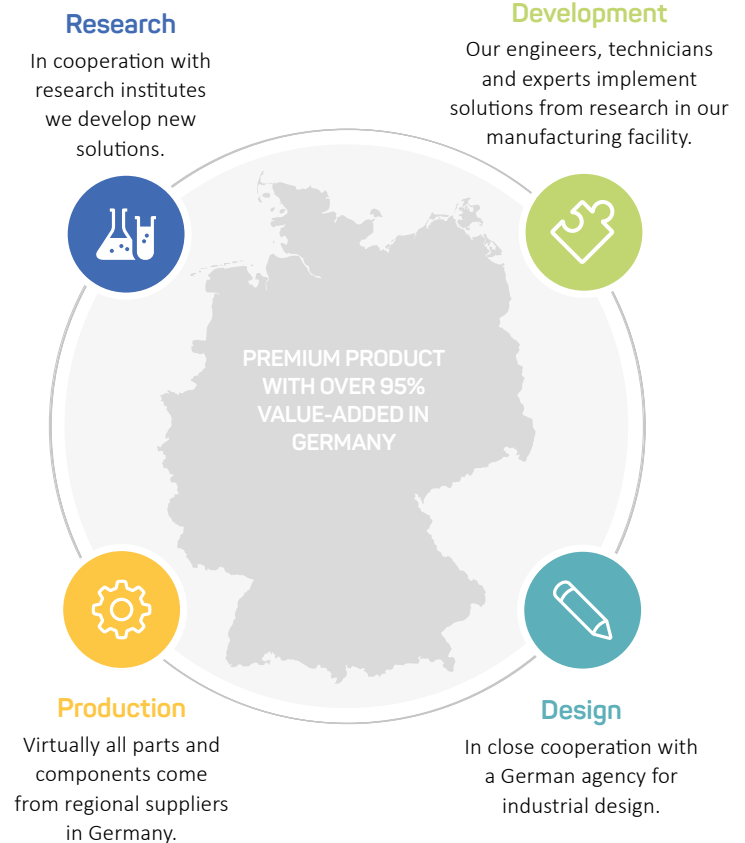 Research
In cooperation with
research institutes
we develop new
solutions.
Development
Our engineers, technicians
and experts implement
solutions from research in our
manufacturing facility.
PREMIUM PRODUCT
WITH OVER 95%
VALUE-ADDED IN
GERMANY
Production
Virtually all parts and
components come
from regional suppliers
in Germany.
Design
In close cooperation with
a German agency for
industrial design.